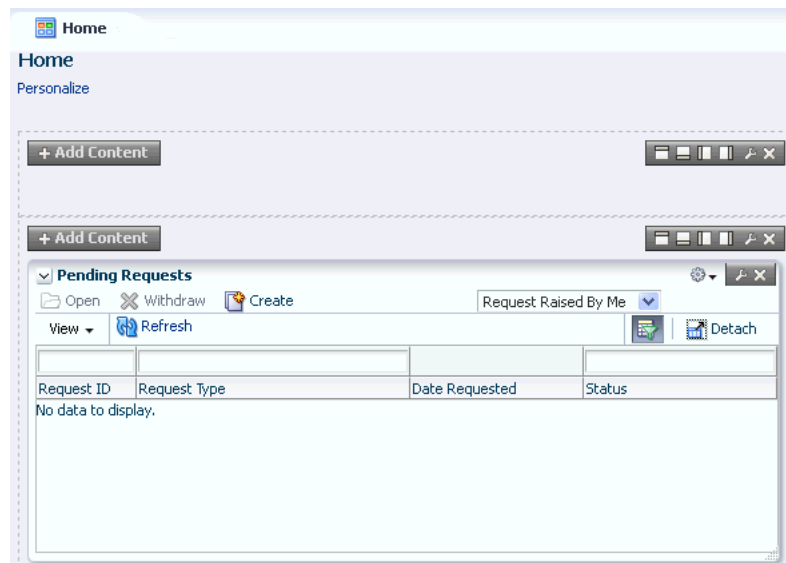 Home
Home
Personalize
+ Add Content
+ Add Content
Pending Requests
Open Withdraw Create Request Raised By Me
View Refresh Detach
Request ID Request Type Date Requested Status
No data to display.